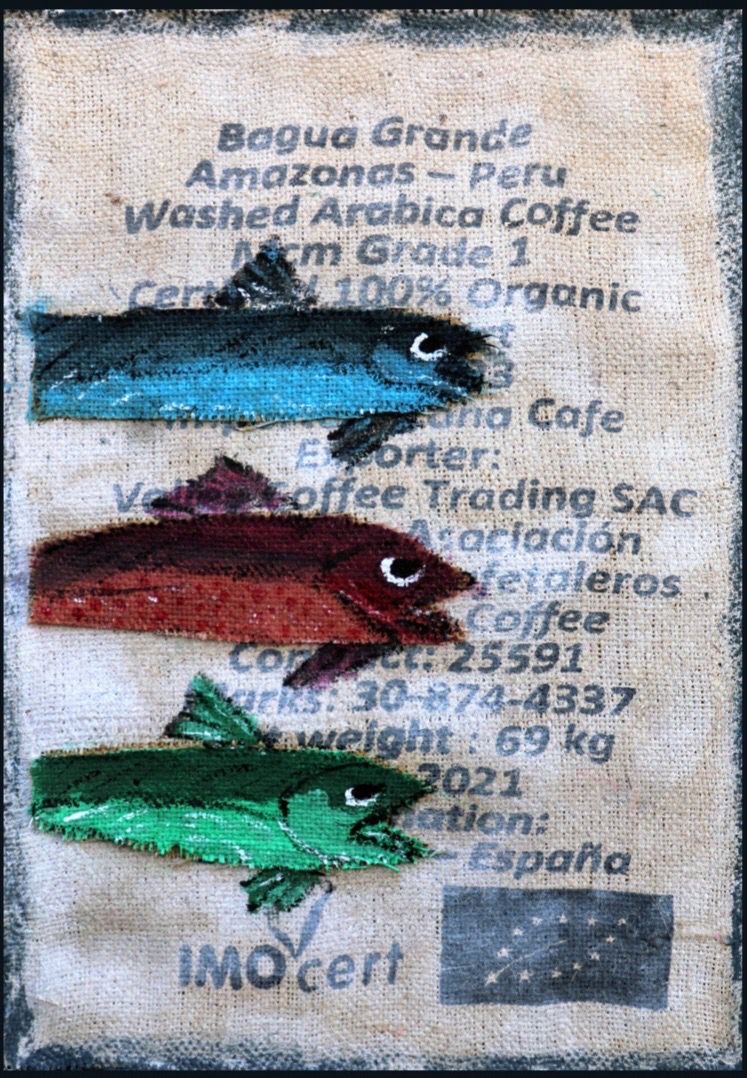 Bagua Grande
Amazonas – Peru
Washed Arabica Coffee
Grade 1
100% Organic
Cafe
Coffee Trading SAC
Asociación
Coffee
25591
30-874-4337
weight : 69 kg
2021
– España
IMOcert